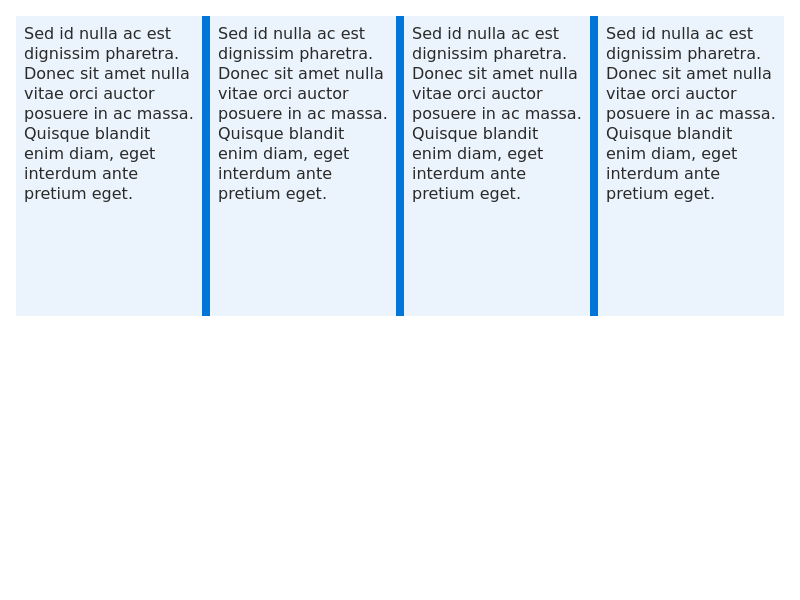 Sed id nulla ac est
dignissim pharetra.
Donec sit amet nulla
vitae orci auctor
posuere in ac massa.
Quisque blandit
enim diam, eget
interdum ante
pretium eget.
Sed id nulla ac est
dignissim pharetra.
Donec sit amet nulla
vitae orci auctor
posuere in ac massa.
Quisque blandit
enim diam, eget
interdum ante
pretium eget.
Sed id nulla ac est
dignissim pharetra.
Donec sit amet nulla
vitae orci auctor
posuere in ac massa.
Quisque blandit
enim diam, eget
interdum ante
pretium eget.
Sed id nulla ac est
dignissim pharetra.
Donec sit amet nulla
vitae orci auctor
posuere in ac massa.
Quisque blandit
enim diam, eget
interdum ante
pretium eget.